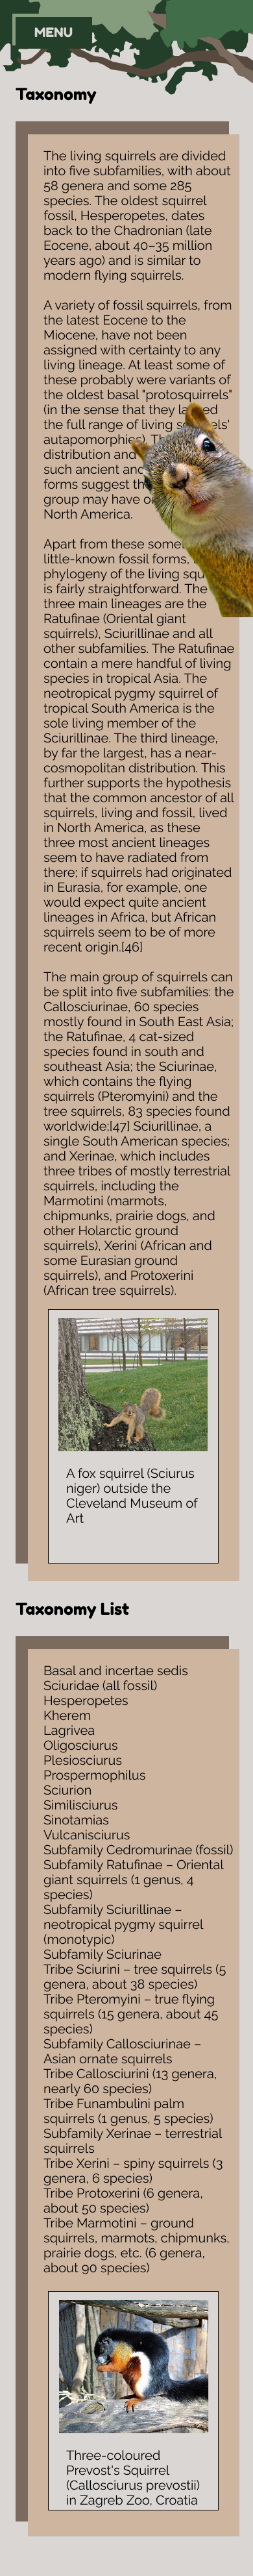 MENU
Taxonomy
The living squirrels are divided
into five subfamilies, with about
58 genera and some 285
species. The oldest squirrel
fossil, Hesperopetes, dates
back to the Chadronian (late
Eocene, about 40–35 million
years ago) and is similar to
modern flying squirrels.
A variety of fossil squirrels, from
the latest Eocene to the
Miocene, have not been
assigned with certainty to any
living lineage. At least some of
these probably were variants of
the oldest basal "protosquirrels"
(in the sense that they
the full range of living
autapomorphies).
distribution and
such ancient
forms suggest
group may have
North America.
Apart from these
little-known fossil forms,
phylogeny of the living
is fairly straightforward. The
three main lineages are the
Ratufinae (Oriental giant
squirrels), Sciurillinae and all
other subfamilies. The Ratufinae
contain a mere handful of living
species in tropical Asia. The
neotropical pygmy squirrel of
tropical South America is the
sole living member of the
Sciurillinae. The third lineage,
by far the largest, has a near-
cosmopolitan distribution. This
further supports the hypothesis
that the common ancestor of all
squirrels, living and fossil, lived
in North America, as these
three most ancient lineages
seem to have radiated from
there; if squirrels had originated
in Eurasia, for example, one
would expect quite ancient
lineages in Africa, but African
squirrels seem to be of more
recent origin.[46]
The main group of squirrels can
be split into five subfamilies: the
Callosciurinae, 60 species
mostly found in South East Asia;
the Ratufinae, 4 cat-sized
species found in south and
southeast Asia; the Sciurinae,
which contains the flying
squirrels (Pteromyini) and the
tree squirrels, 83 species found
worldwide;[47] Sciurillinae, a
single South American species;
and Xerinae, which includes
three tribes of mostly terrestrial
squirrels, including the
Marmotini (marmots,
chipmunks, prairie dogs, and
other Holarctic ground
squirrels), Xerini (African and
some Eurasian ground
squirrels), and Protoxerini
(African tree squirrels).
A fox squirrel (Sciurus
niger) outside the
Cleveland Museum of
Art
Taxonomy List
Basal and incertae sedis
Sciuridae (all fossil)
Hesperopetes
Kherem
Lagrivea
Oligosciurus
Plesiosciurus
Prospermophilus
Sciurion
Similisciurus
Sinotamias
Vulcanisciurus
Subfamily Cedromurinae (fossil)
Subfamily Ratufinae – Oriental
giant squirrels (1 genus, 4
species)
Subfamily Sciurillinae –
neotropical pygmy squirrel
(monotypic)
Subfamily Sciurinae
Tribe Sciurini – tree squirrels (5
genera, about 38 species)
Tribe Pteromyini – true flying
squirrels (15 genera, about 45
species)
Subfamily Callosciurinae –
Asian ornate squirrels
Tribe Callosciurini (13 genera,
nearly 60 species)
Tribe Funambulini palm
squirrels (1 genus, 5 species)
Subfamily Xerinae – terrestrial
squirrels
Tribe Xerini – spiny squirrels (3
genera, 6 species)
Tribe Protoxerini (6 genera,
about 50 species)
Tribe Marmotini – ground
squirrels, marmots, chipmunks,
prairie dogs, etc. (6 genera,
about 90 species)
Three-coloured
Prevost's Squirrel
(Callosciurus prevostii)
in Zagreb Zoo, Croatia